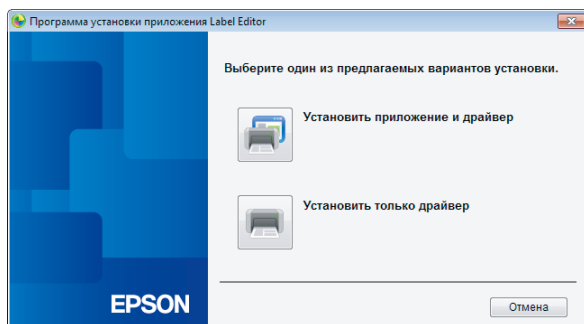 Программа установки приложения Label Editor
Выберите один из предлагаемых вариантов установки.
Установить приложение и драйвер
Установить только драйвер
EPSON
Отмена